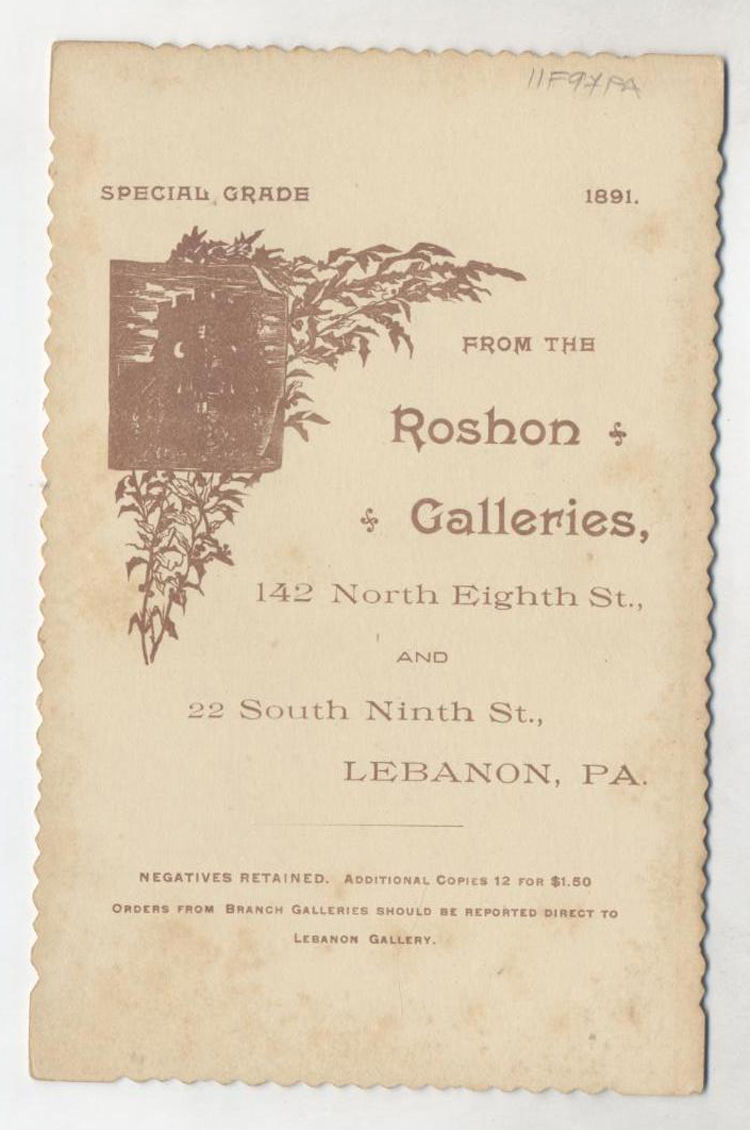 11F97PA
SPECIAL GRADE 1891.
FROM THE
Roshon
Galleries,
142 North Eighth St.,
AND
22 South Ninth St.,
LEBANON, PA.
NEGATIVES RETAINED. ADDITIONAL COPIES 12 FOR $1.50
ORDERS FROM BRANCH GALLERIES SHOULD BE REPORTED DIRECT TO
LEBANON GALLERY.